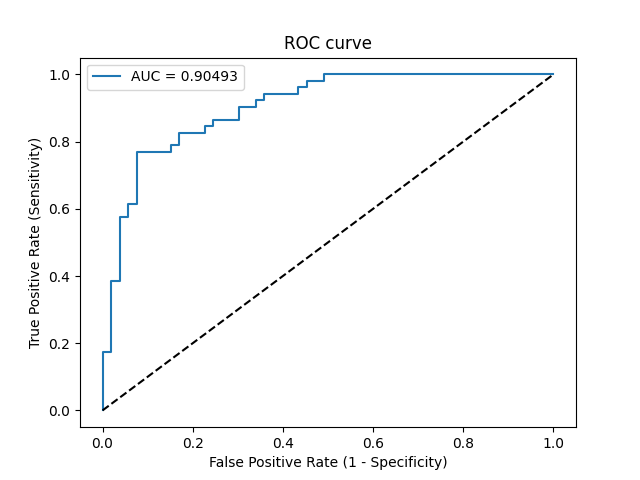 ROC curve
AUC = 0.90493
True Positive Rate (Sensitivity)
1.0
0.8
0.6
0.4
0.2
0.0
0.0 0.2 0.4 0.6 0.8 1.0
False Positive Rate (1 - Specificity)